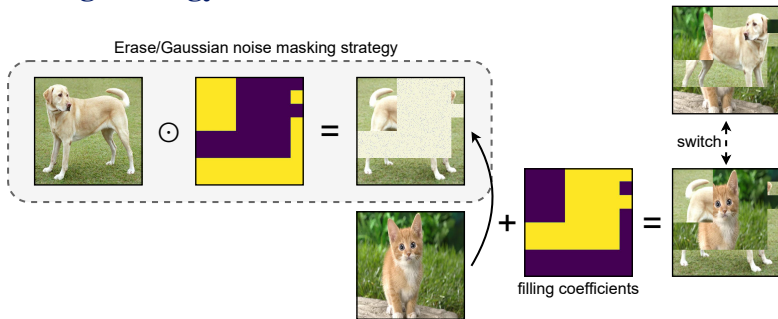 Erase/Gaussian noise masking strategy
switch
filling coefficients